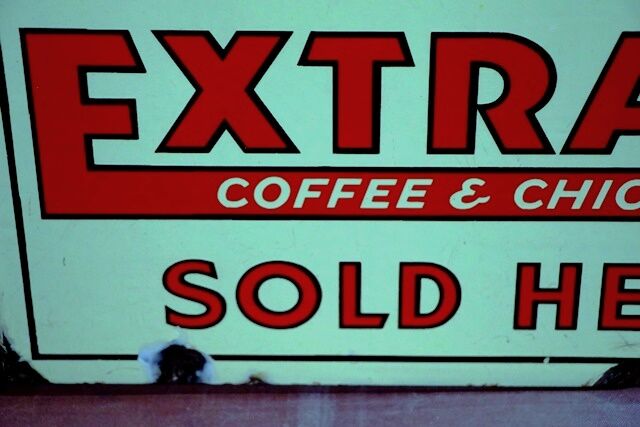 EXTRA
COFFEE & CHIC
SOLD HE